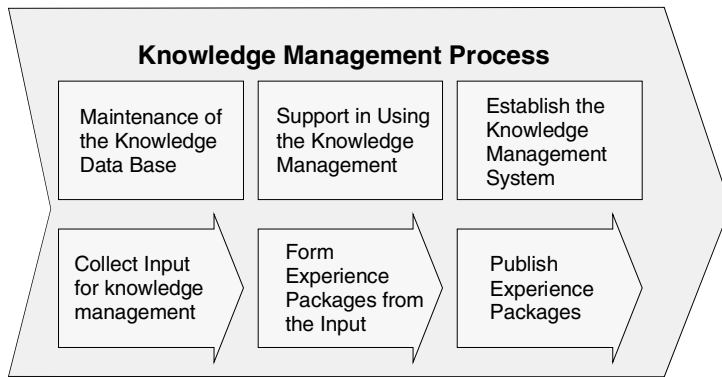 Knowledge Management Process
Maintenance of
the Knowledge
Data Base
Support in Using
the Knowledge
Management
Establish the
Knowledge
Management
System
Collect Input
for knowledge
management
Form
Experience
Packages from
the Input
Publish
Experience
Packages